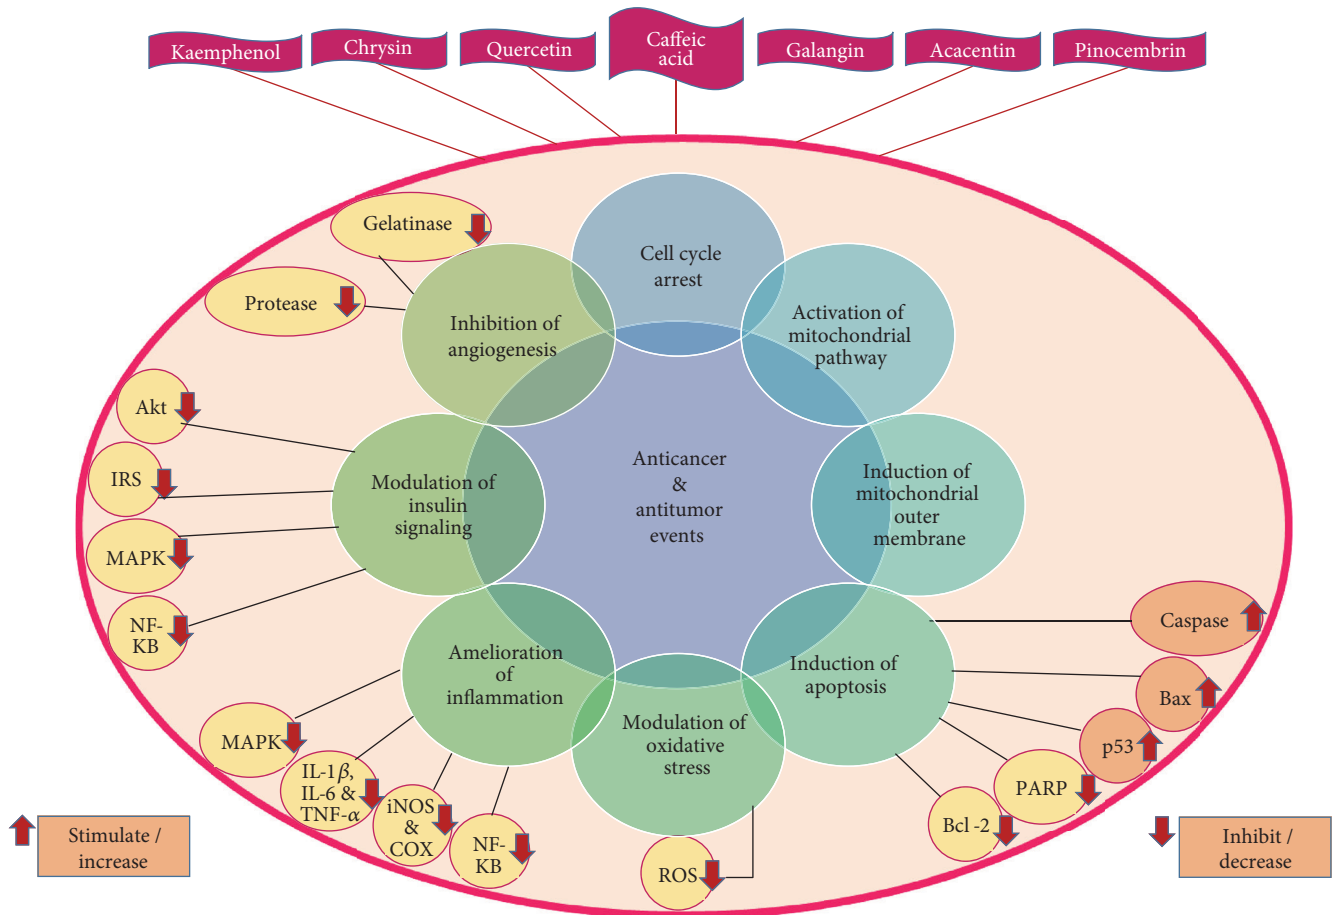 Kaemphenol
Chrysin
Quercetin
Caffeic
acid
Galangin
Acacentin
Pinocembrin
Gelatinase
Protease
Akt
IRS
MAPK
NF-
KB
Cell cycle
arrest
Inhibition of
angiogenesis
Activation of
mitochondrial
pathway
Modulation of
insulin
signaling
Anticancer
&
antitumor
events
Induction of
mitochondrial
outer
membrane
Amelioration
of
inflammation
Modulation of
oxidative
stress
Induction of
apoptosis
Caspase
Bax
p53
PARP
Bcl -2
MAPK
IL-1β,
IL-6 &
TNF-α
iNOS
&
COX
NF-
KB
ROS
Stimulate /
increase
Inhibit /
decrease